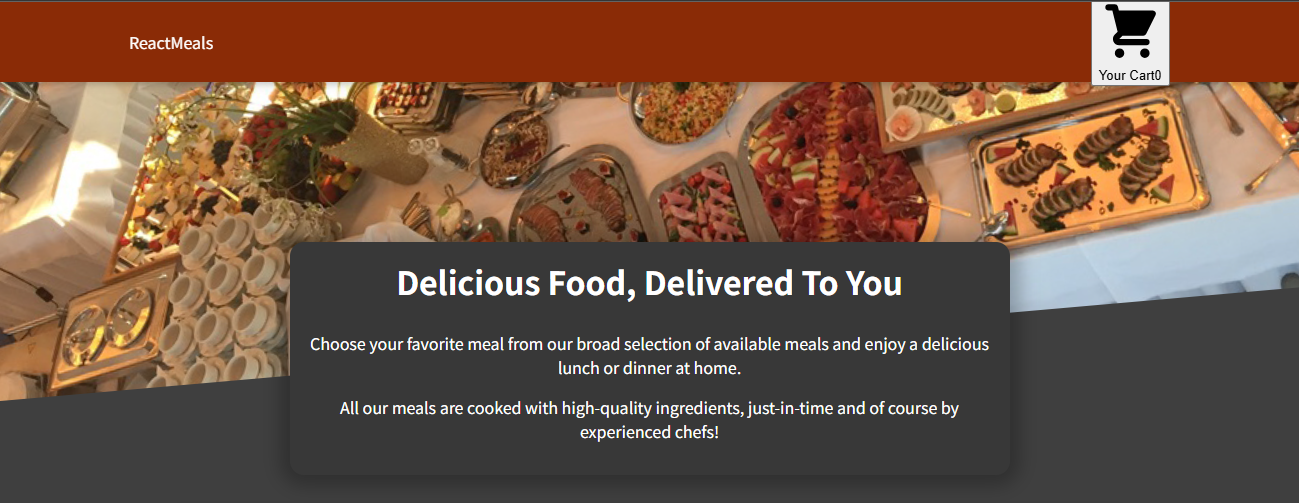 ReactMeals
Your Cart0
Delicious Food, Delivered To You
Choose your favorite meal from our broad selection of available meals and enjoy a delicious
lunch or dinner at home.
All our meals are cooked with high-quality ingredients, just-in-time and of course by
experienced chefs!